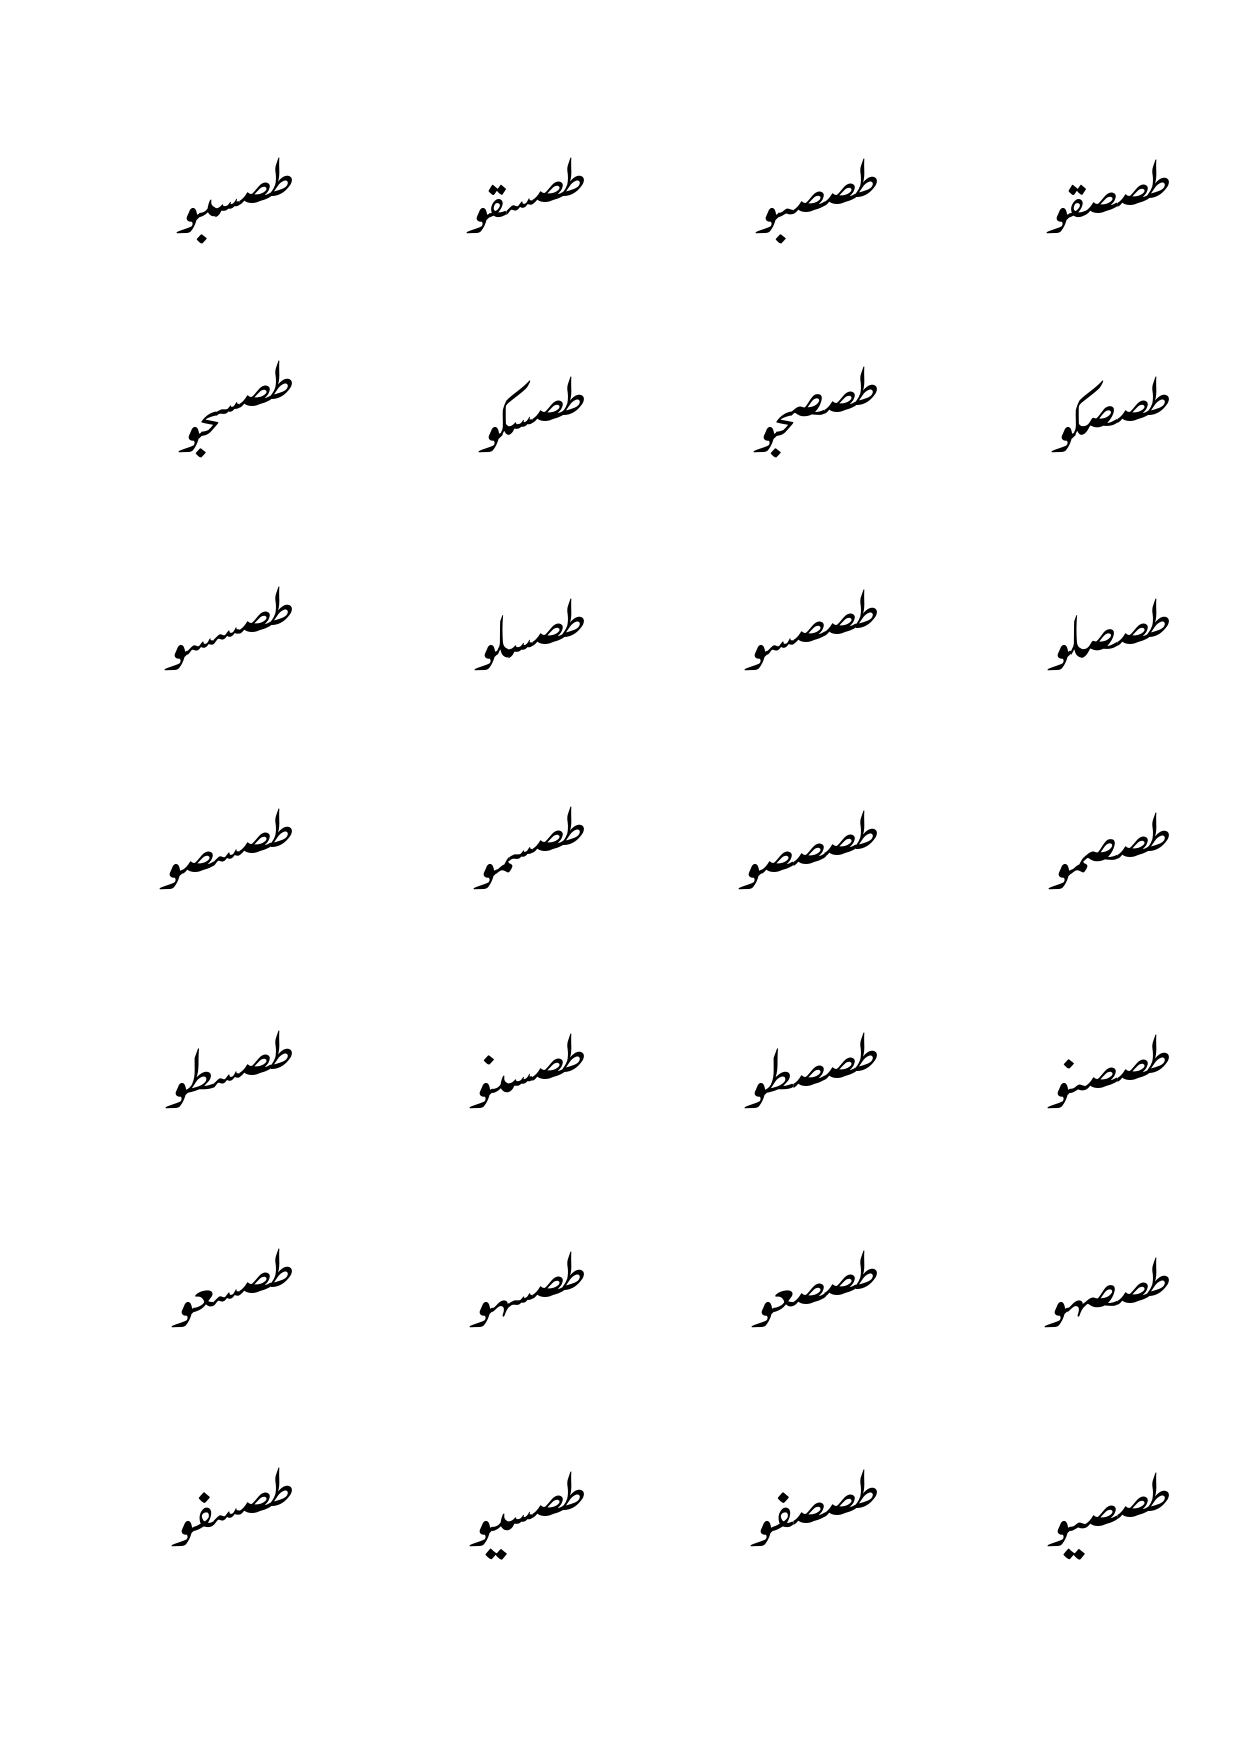 طصصقو طصصبو طصسقو طصسبو
طصصكو طصصجو طصسكو طصسجو
طصصلو طصصسو طصسلو طصسسو
طصصمو طصصصو طصسمو طصسصو
طصصنو طصصطو طصسنو طصسطو
طصصهو طصصعو طصسهو طصسعو
طصصيو طصصفو طصسيو طصسفو